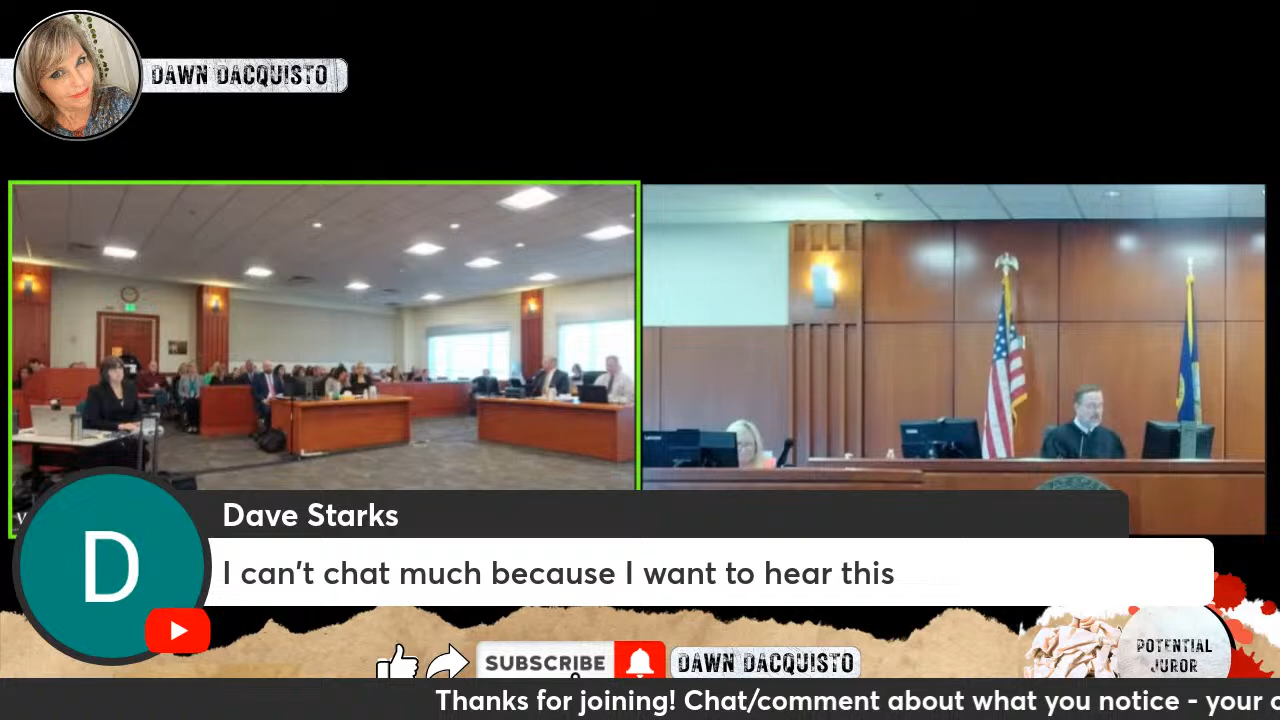 DAWN DACQUISTO
Lenovo
V
Dave Starks
D
I can't chat much because I want to hear this
SUBSCRIBE
DAWN DACQUISTO
POTENTIAL
JUROR
Thanks for joining! Chat/comment about what you notice - your